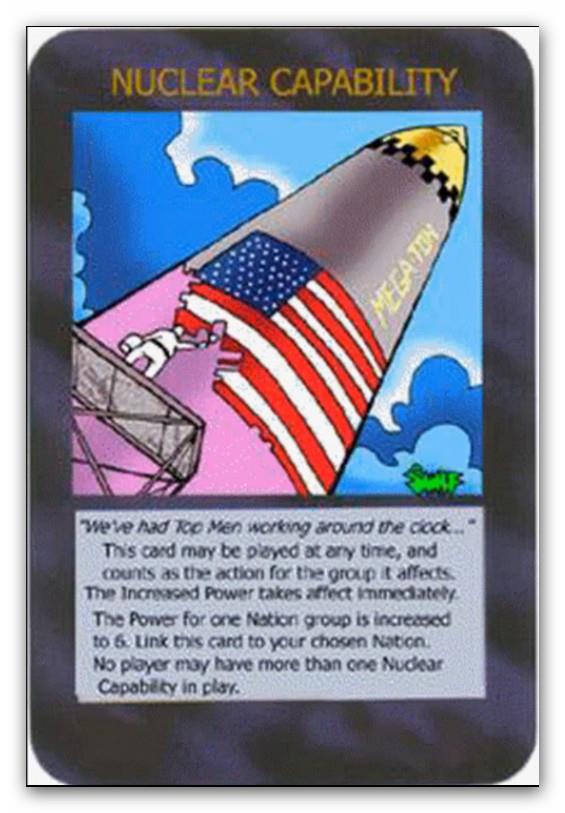 NUCLEAR CAPABILITY
MEGATON
"We've had Top Men working around the clock..."
This card may be played at any time, and
counts as the action for the group it affects.
The Increased Power takes affect immediately.
The Power for one Nation group is increased
to 6. Link this card to your chosen Nation.
No player may have more than one Nuclear
Capability in play.